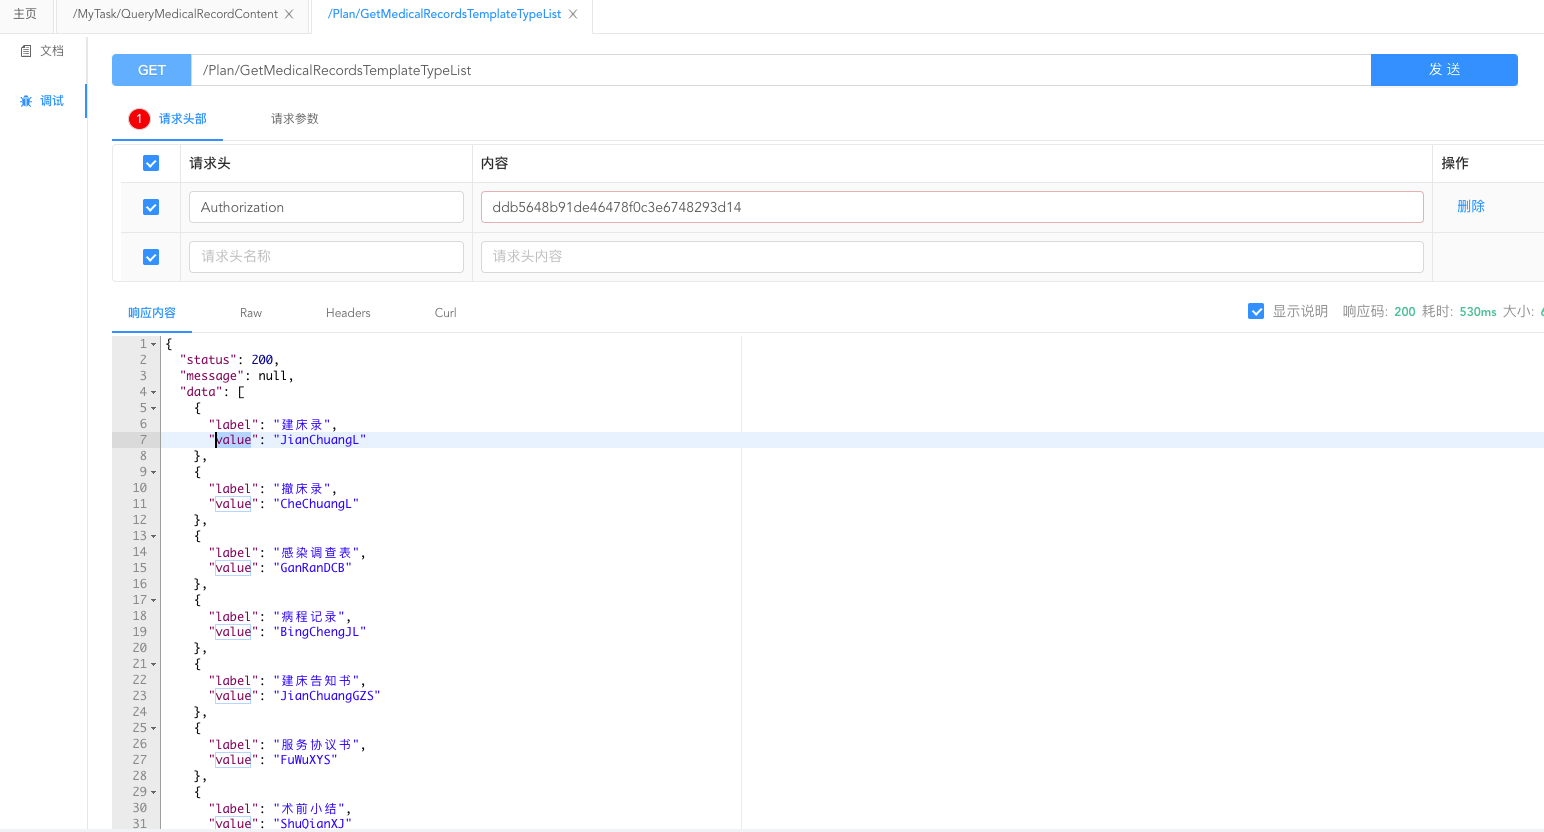 主页 /MyTask/QueryMedicalRecordContent /Plan/GetMedicalRecordsTemplateTypeList
文档
调试
GET /Plan/GetMedicalRecordsTemplateTypeList 发 送
1 请求头部 请求参数
请求头 内容 操作
Authorization ddb5648b91de46478f0c3e6748293d14 删除
请求头名称 请求头内容
响应内容 Raw Headers Curl 显示说明 响应码: 200 耗时: 530ms 大小:
1 {
2 "status": 200,
3 "message": null,
4 "data": [
5 {
6 "label": "建床录",
7 "value": "JianChuangL"
8 },
9 {
10 "label": "撤床录",
11 "value": "CheChuangL"
12 },
13 {
14 "label": "感染调查表",
15 "value": "GanRanDCB"
16 },
17 {
18 "label": "病程记录",
19 "value": "BingChengJL"
20 },
21 {
22 "label": "建床告知书",
23 "value": "JianChuangGZS"
24 },
25 {
26 "label": "服务协议书",
27 "value": "FuWuXYS"
28 },
29 {
30 "label": "术前小结",
31 "value": "ShuQianXJ"